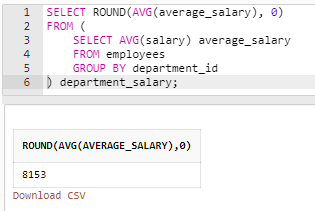 1 SELECT ROUND(AVG(average_salary), 0)
2 FROM (
3 SELECT AVG(salary) average_salary
4 FROM employees
5 GROUP BY department_id
6 ) department_salary;
ROUND(AVG(AVERAGE_SALARY),0)
8153
Download CSV